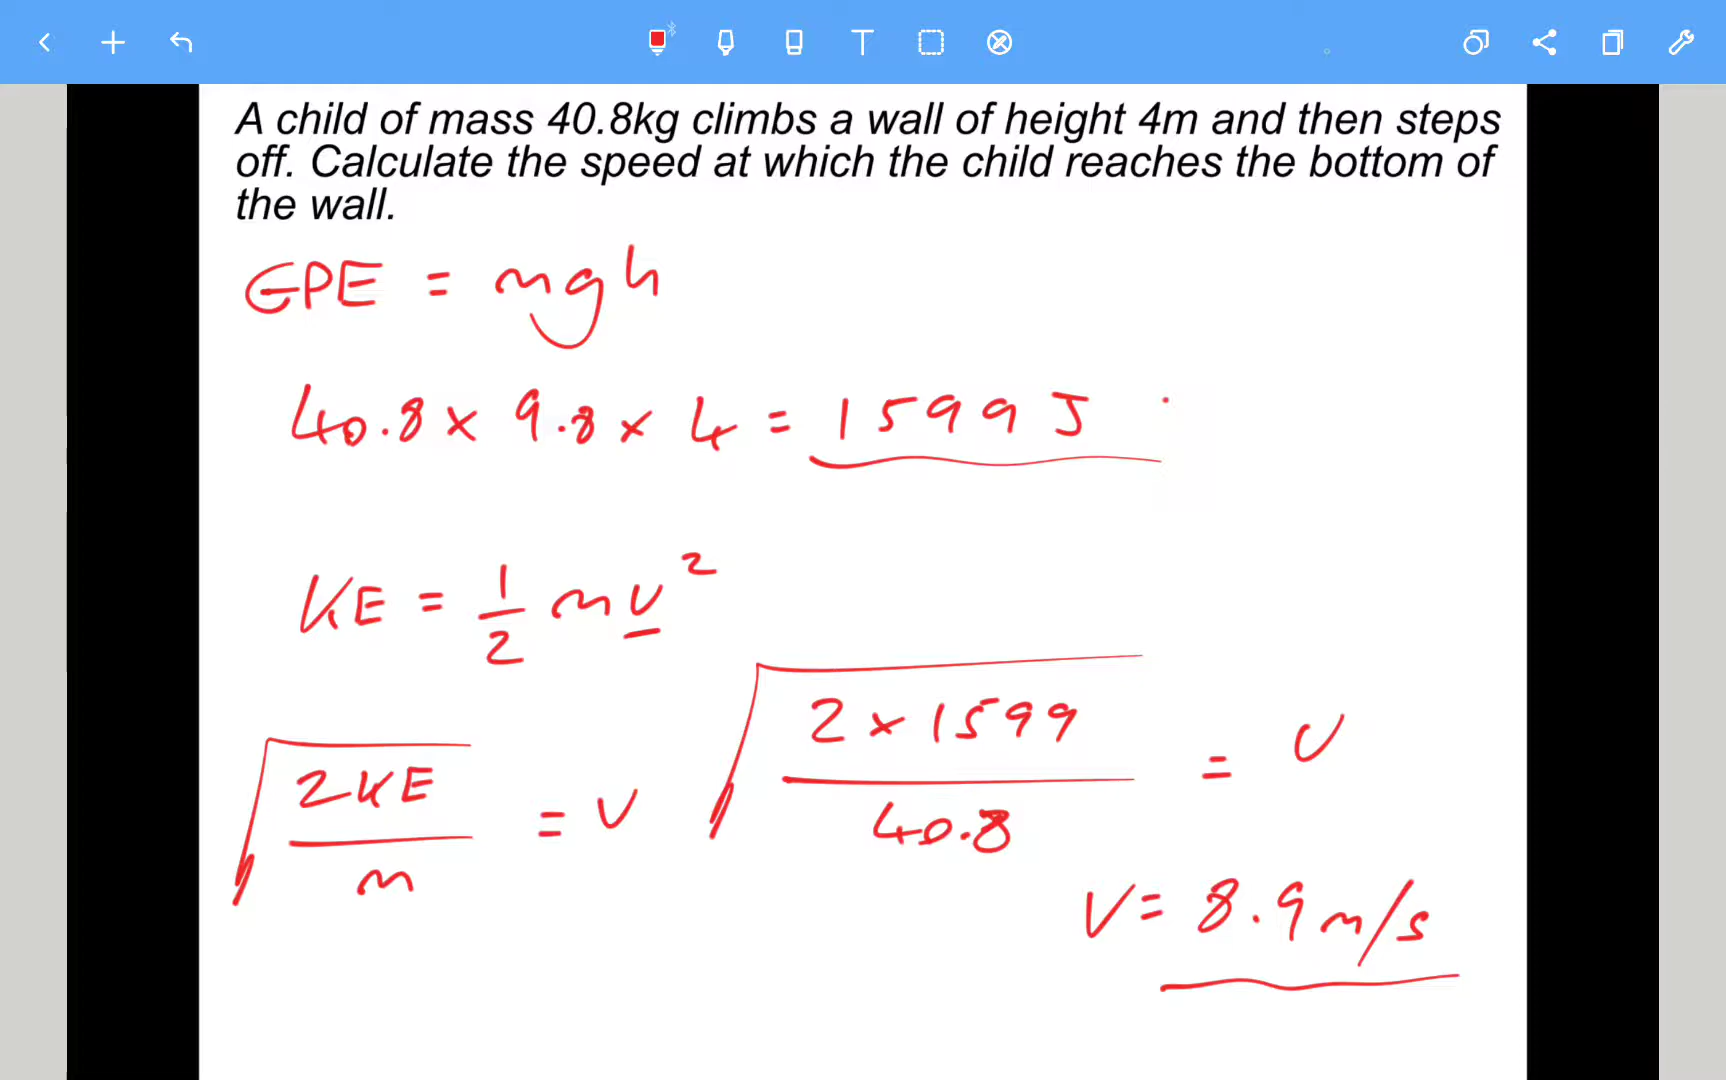 A child of mass 40.8kg climbs a wall of height 4m and then steps
off. Calculate the speed at which the child reaches the bottom of
the wall.
GPE = mgh
40.8 x 9.8 x 4 = 1599 J
KE = 1/2 mv²
√(2KE/m) = v
√(2 x 1599/40.8) = v
V = 8.9 m/s